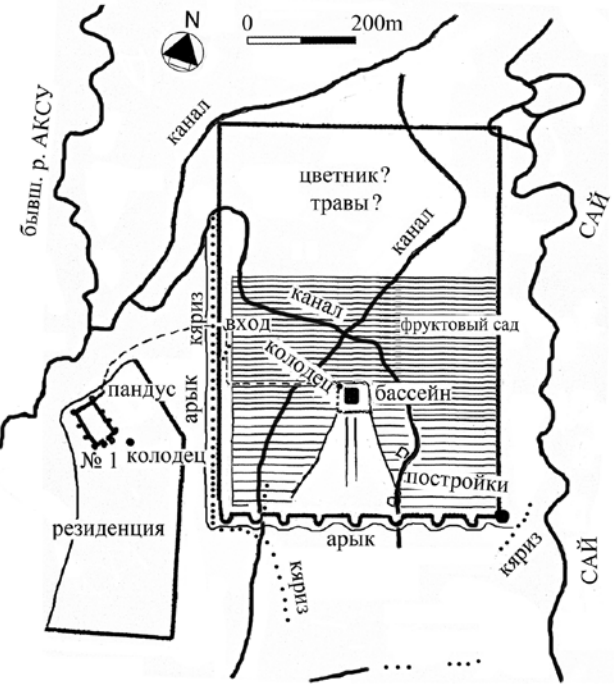 N
0 200m
бывш. р. АКСУ
канал
цветник?
травы?
канал
САЙ
кяриз
вход
канал
фруктовый сад
колодец
пандус
арык
бассейн
№ 1
колодец
постройки
резиденция
арык
кяриз
кяриз
САЙ